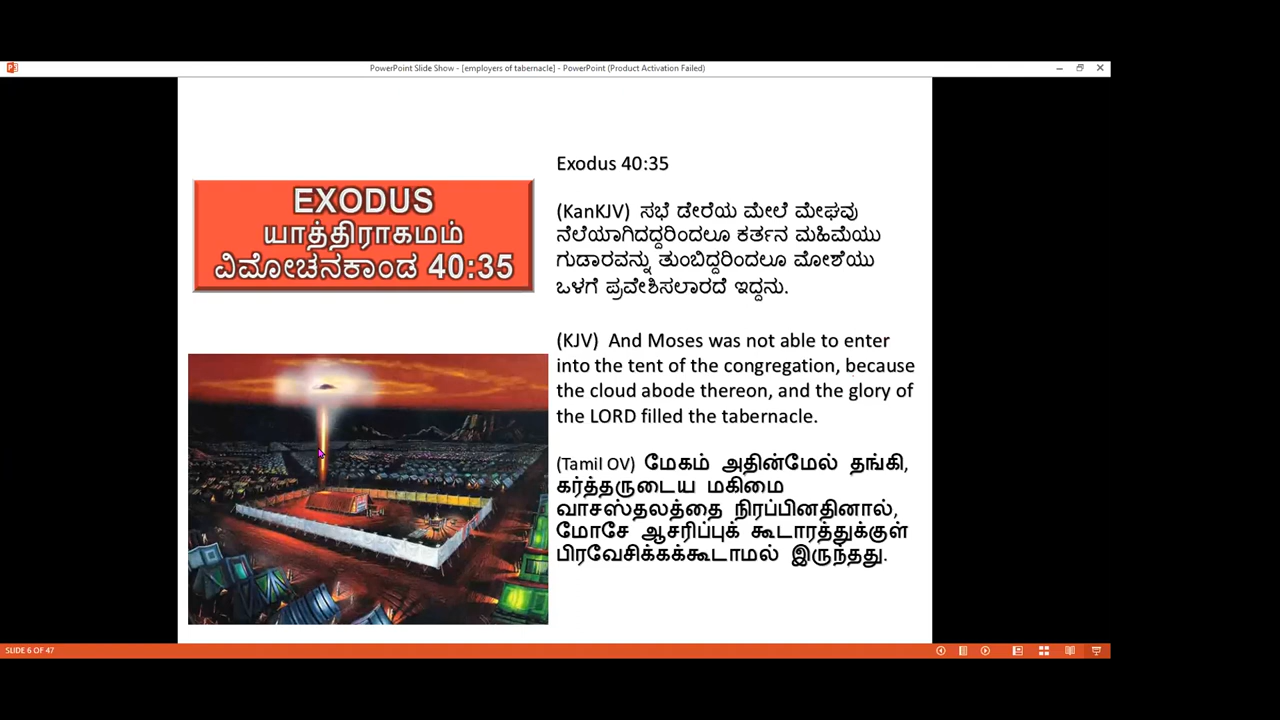 PowerPoint Slide Show - [employers of tabernacle] - PowerPoint (Product Activation Failed)
EXODUS
யாத்திராகமம்
ವಿಮೋಚನಕಾಂಡ 40:35
Exodus 40:35
(KanKJV) ಸಭೆ ಡೇರೆಯ ಮೇಲೆ ಮೇಘವು
ನೆಲೆಯಾಗಿದದ್ದರಿಂದಲೂ ಕರ್ತನ ಮಹಿಮೆಯು
ಗುಡಾರವನ್ನು ತುಂಬಿದ್ದರಿಂದಲೂ ಮೋಶೆಯು
ಒಳಗೆ ಪ್ರವೇಶಿಸಲಾರದೆ ಇದ್ದನು.
(KJV) And Moses was not able to enter
into the tent of the congregation, because
the cloud abode thereon, and the glory of
the LORD filled the tabernacle.
(Tamil OV) மேகம் அதின்மேல் தங்கி,
கர்த்தருடைய மகிமை
வாசஸ்தலத்தை நிரப்பினதினால்,
மோசே ஆசரிப்புக் கூடாரத்துக்குள்
பிரவேசிக்கக்கூடாமல் இருந்தது.
SLIDE 6 OF 47